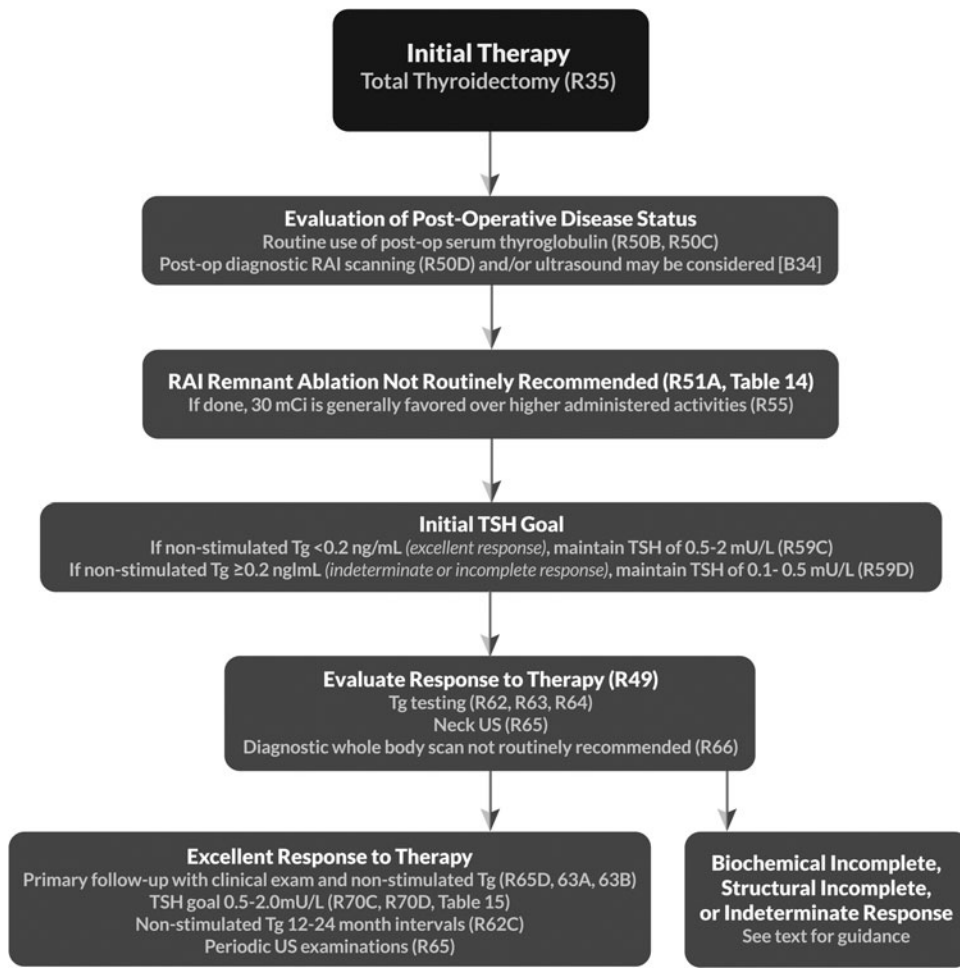 Initial Therapy
Total Thyroidectomy (R35)
Evaluation of Post-Operative Disease Status
Routine use of post-op serum thyroglobulin (R50B, R50C)
Post-op diagnostic RAI scanning (R50D) and/or ultrasound may be considered [B34]
RAI Remnant Ablation Not Routinely Recommended (R51A, Table 14)
If done, 30 mCi is generally favored over higher administered activities (R55)
Initial TSH Goal
If non-stimulated Tg <0.2 ng/mL (excellent response), maintain TSH of 0.5-2 mU/L (R59C)
If non-stimulated Tg ≥0.2 nglmL (indeterminate or incomplete response), maintain TSH of 0.1- 0.5 mU/L (R59D)
Evaluate Response to Therapy (R49)
Tg testing (R62, R63, R64)
Neck US (R65)
Diagnostic whole body scan not routinely recommended (R66)
Excellent Response to Therapy
Primary follow-up with clinical exam and non-stimulated Tg (R65D, 63A, 63B)
TSH goal 0.5-2.0mU/L (R70C, R70D, Table 15)
Non-stimulated Tg 12-24 month intervals (R62C)
Periodic US examinations (R65)
Biochemical Incomplete,
Structural Incomplete,
or Indeterminate Response
See text for guidance